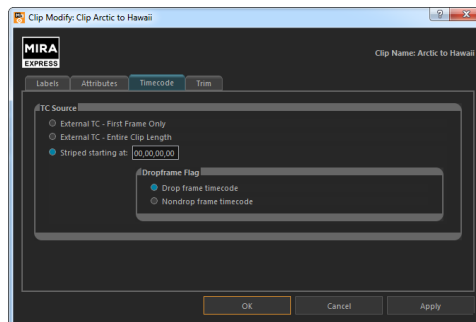 Clip Modify: Clip Arctic to Hawaii
MIRA
EXPRESS
Clip Name: Arctic to Hawaii
Labels Attributes Timecode Trim
TC Source
External TC - First Frame Only
External TC - Entire Clip Length
Striped starting at: 00,00,00,00
Dropframe Flag
Drop frame timecode
Nondrop frame timecode
OK Cancel Apply